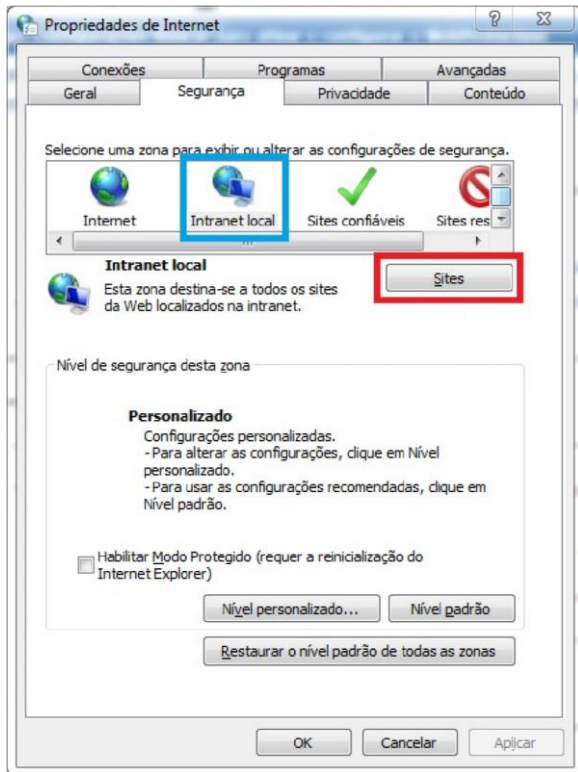 Propriedades de Internet
Conexões Programas Avançadas
Geral Segurança Privacidade Conteúdo
Selecione uma zona para exibir ou alterar as configurações de segurança.
Internet Intranet local Sites confiáveis Sites res
Intranet local
Sites
Esta zona destina-se a todos os sites
da Web localizados na intranet.
Nível de segurança desta zona
Personalizado
Configurações personalizadas.
-Para alterar as configurações, clique em Nível
personalizado.
-Para usar as configurações recomendadas, clique em
Nível padrão.
Habilitar Modo Protegido (requer a reinicialização do
Internet Explorer)
Nível personalizado... Nível padrão
Restaurar o nível padrão de todas as zonas
OK Cancelar Aplicar